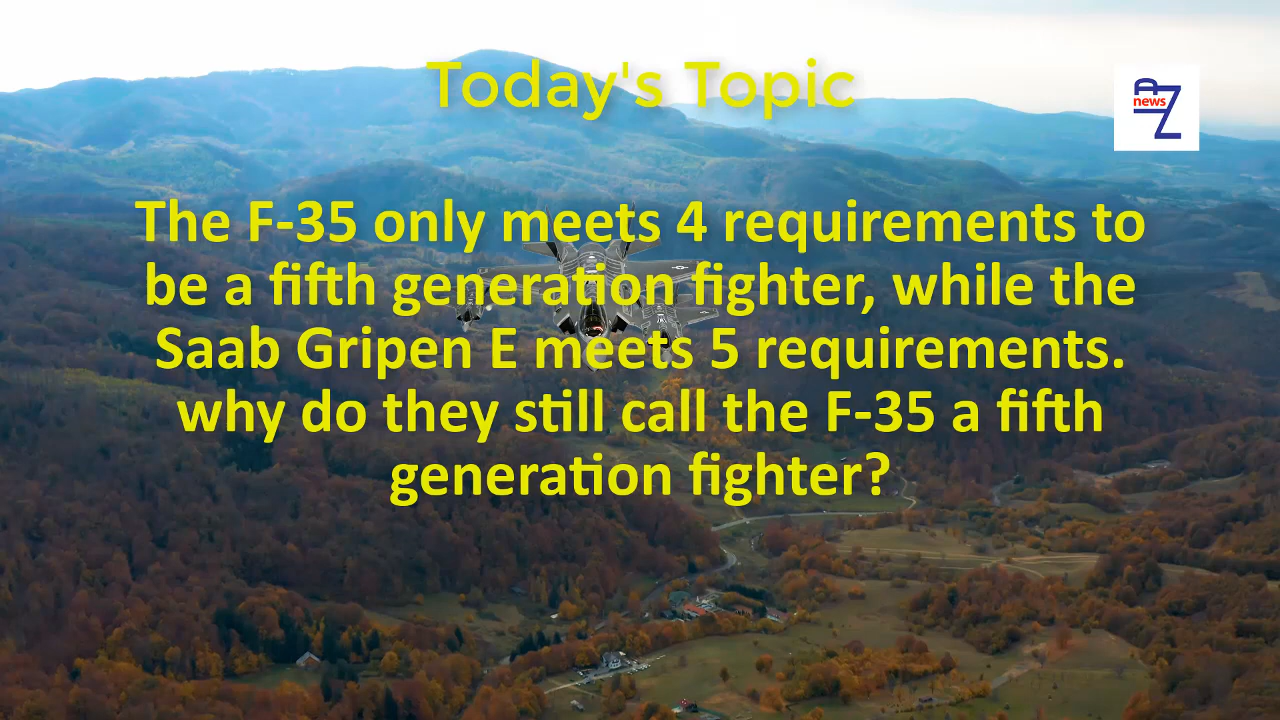 Today's Topic
A
news
Z
The F-35 only meets 4 requirements to
be a fifth generation fighter, while the
Saab Gripen E meets 5 requirements.
why do they still call the F-35 a fifth
generation fighter?